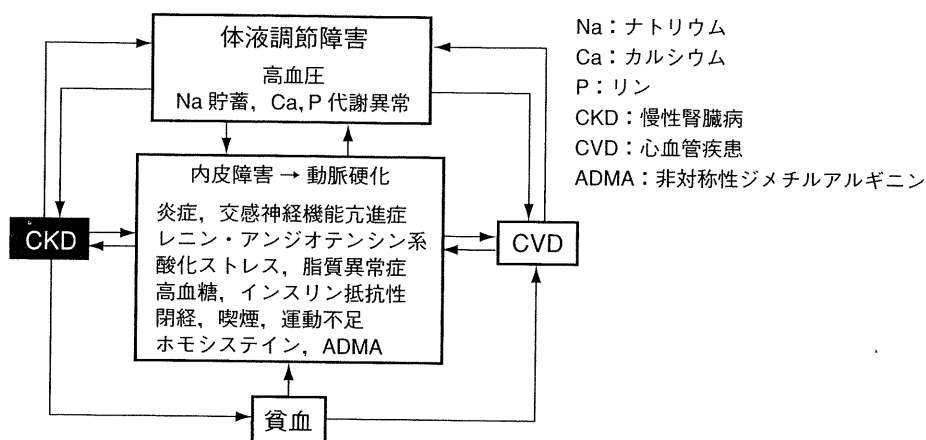 体液調節障害
高血圧
Na 貯蓄，Ca, P 代謝異常
内皮障害 → 動脈硬化
炎症，交感神経機能亢進症
レニン・アンジオテンシン系
酸化ストレス，脂質異常症
高血糖，インスリン抵抗性
閉経，喫煙，運動不足
ホモシステイン，ADMA
CKD
CVD
貧血
Na：ナトリウム
Ca：カルシウム
P：リン
CKD：慢性腎臓病
CVD：心血管疾患
ADMA：非対称性ジメチルアルギニン